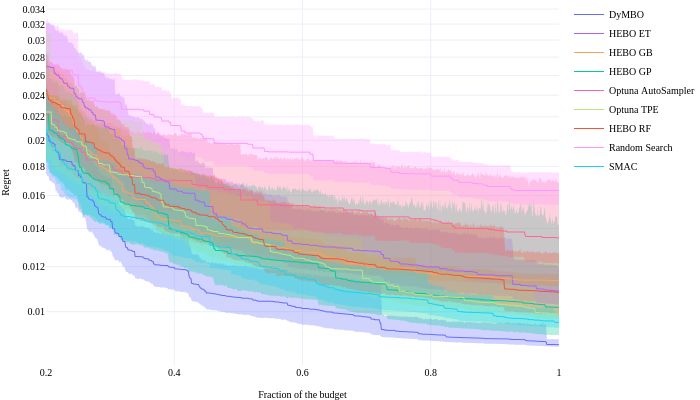 0.034
0.032
0.03
0.028
0.026
0.024
0.022
0.02
0.018
0.016
0.014
0.012
0.01
Regret
0.2
0.4
0.6
0.8
1
Fraction of the budget
DyMBO
HEBO ET
HEBO GB
HEBO GP
Optuna AutoSampler
Optuna TPE
HEBO RF
Random Search
SMAC